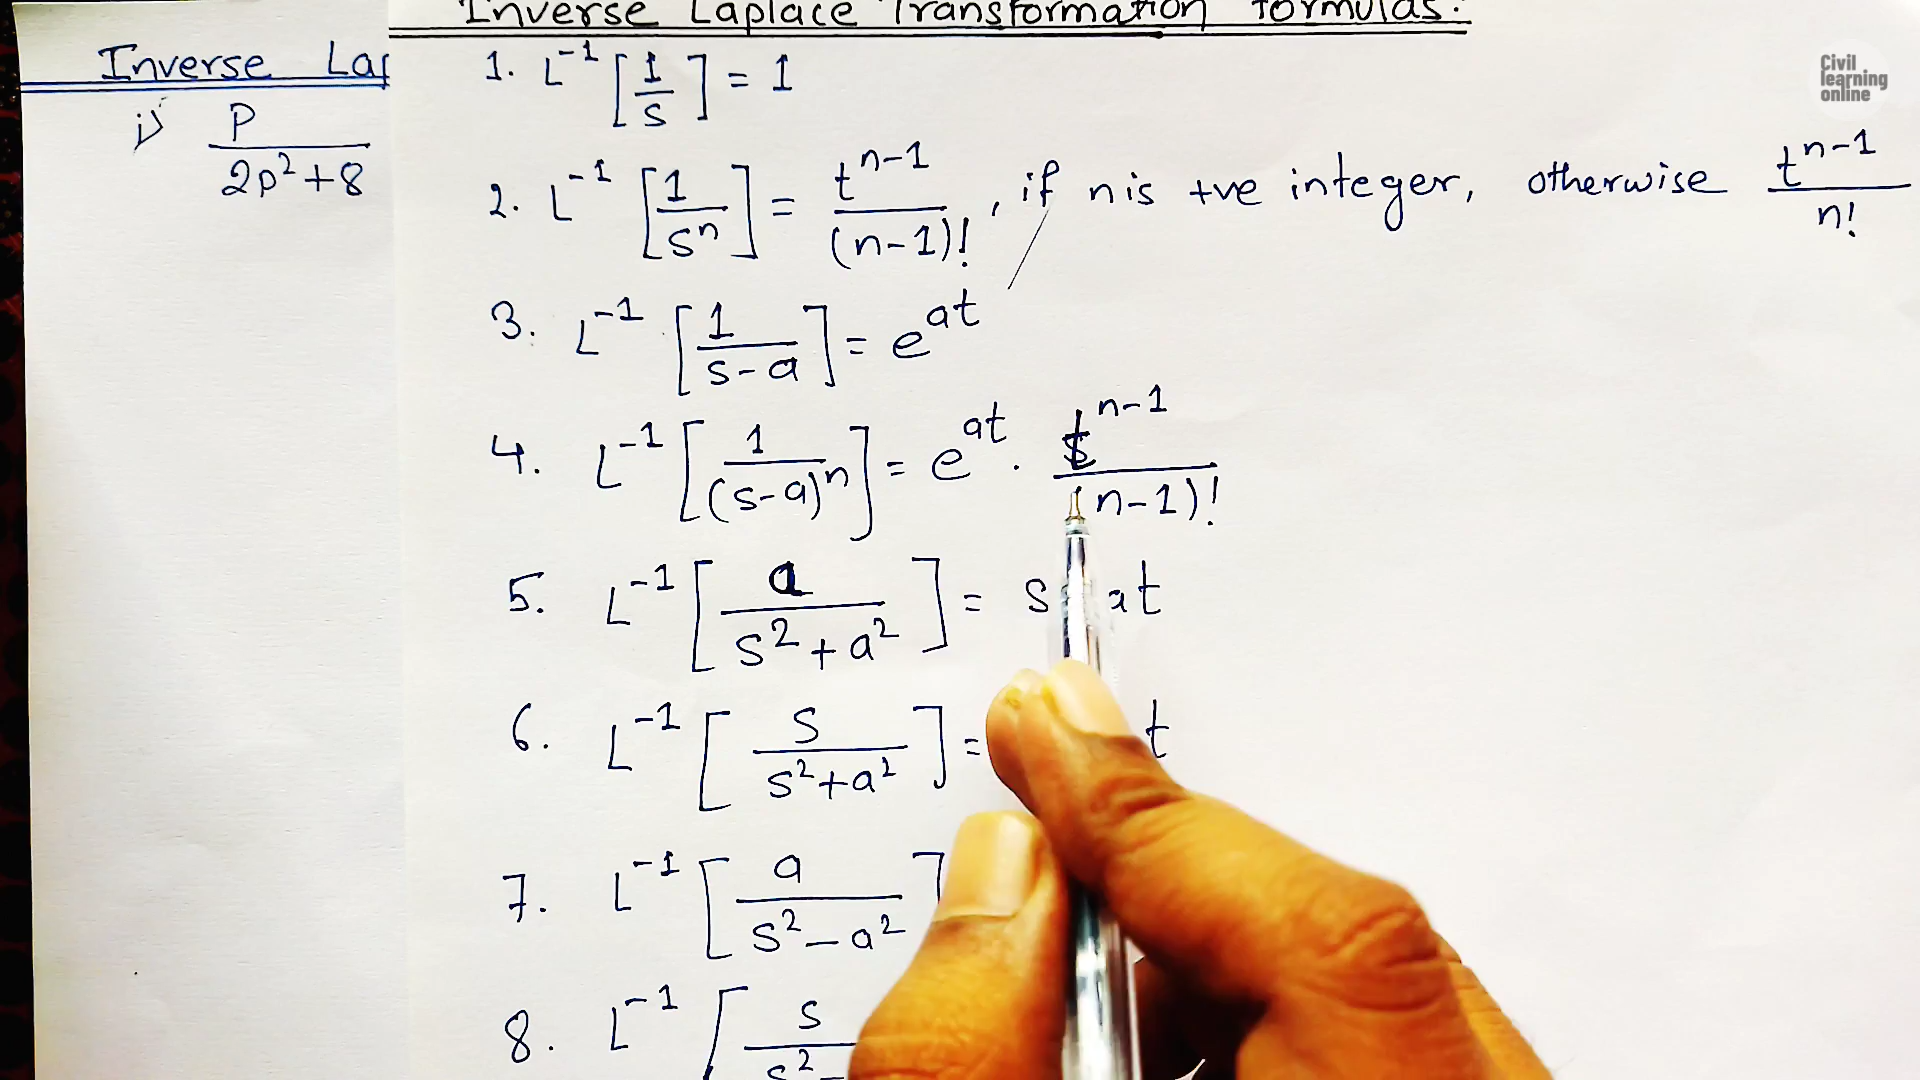 Inverse Laplace Transformation formulas.
Inverse
i) P / 2p²+8
1. L⁻¹ [1/s] = 1
2. L⁻¹ [1/sⁿ] = tⁿ⁻¹/(n-1)! , if n is +ve integer, otherwise tⁿ⁻¹/n!
3. L⁻¹ [1/s-a] = eᵃᵗ
4. L⁻¹ [1/(s-a)ⁿ] = eᵃᵗ . tⁿ⁻¹/(n-1)!
5. L⁻¹ [a/s²+a²] = s at
6. L⁻¹ [s/s²+a²] = t
7. L⁻¹ [a/s²-a²]
8. L⁻¹ [s/s²-
Civil
learning
online